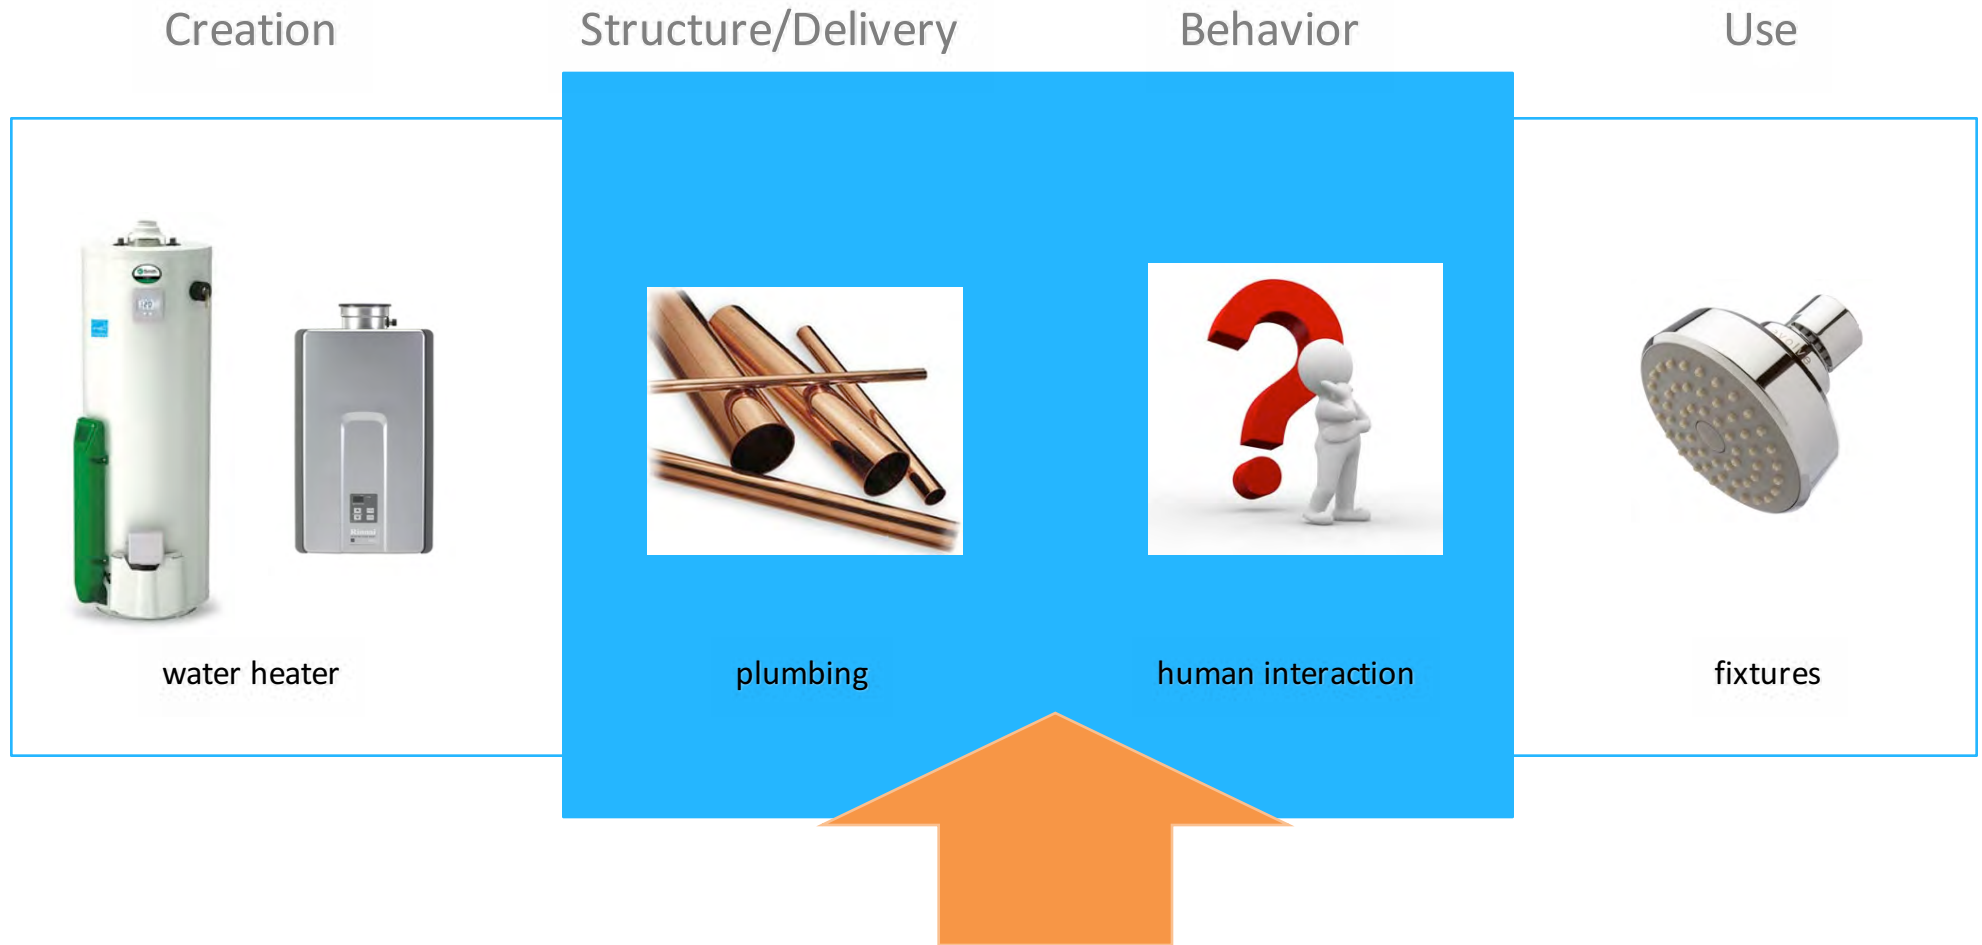 Creation
Structure/Delivery
Behavior
Use
water heater
plumbing
human interaction
fixtures